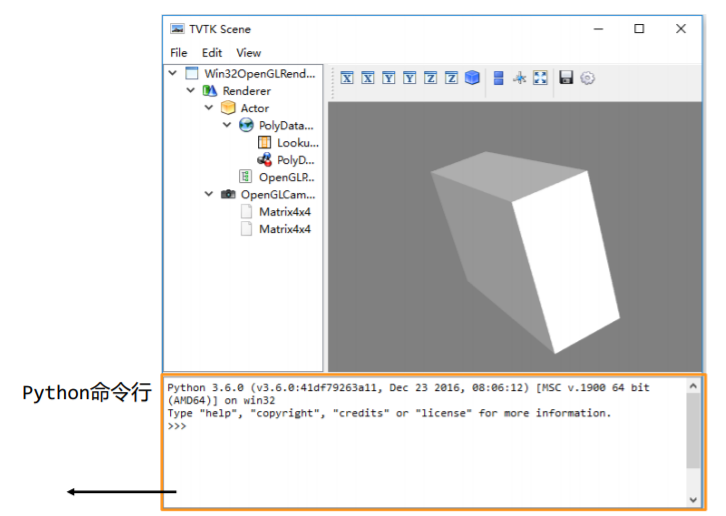 TVTK Scene
File Edit View
Win32OpenGLRend...
Renderer
Actor
PolyData...
Looku...
PolyD...
OpenGLR...
OpenGLCam...
Matrix4x4
Matrix4x4
X X Y Y Z Z
Python命令行
Python 3.6.0 (v3.6.0:41df79263a11, Dec 23 2016, 08:06:12) [MSC v.1900 64 bit
(AMD64)] on win32
Type "help", "copyright", "credits" or "license" for more information.
>>>